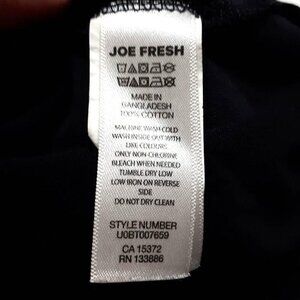 JOE FRESH
MADE IN
BANGLADESH
100% COTTON
MACHINE WASH COLD
WASH INSIDE OUT WITH
LIKE COLOURS
ONLY NON-CHLORINE
BLEACH WHEN NEEDED
TUMBLE DRY LOW
LOW IRON ON REVERSE
SIDE
DO NOT DRY CLEAN
STYLE NUMBER
U0BT007659
CA 15372
RN 133886